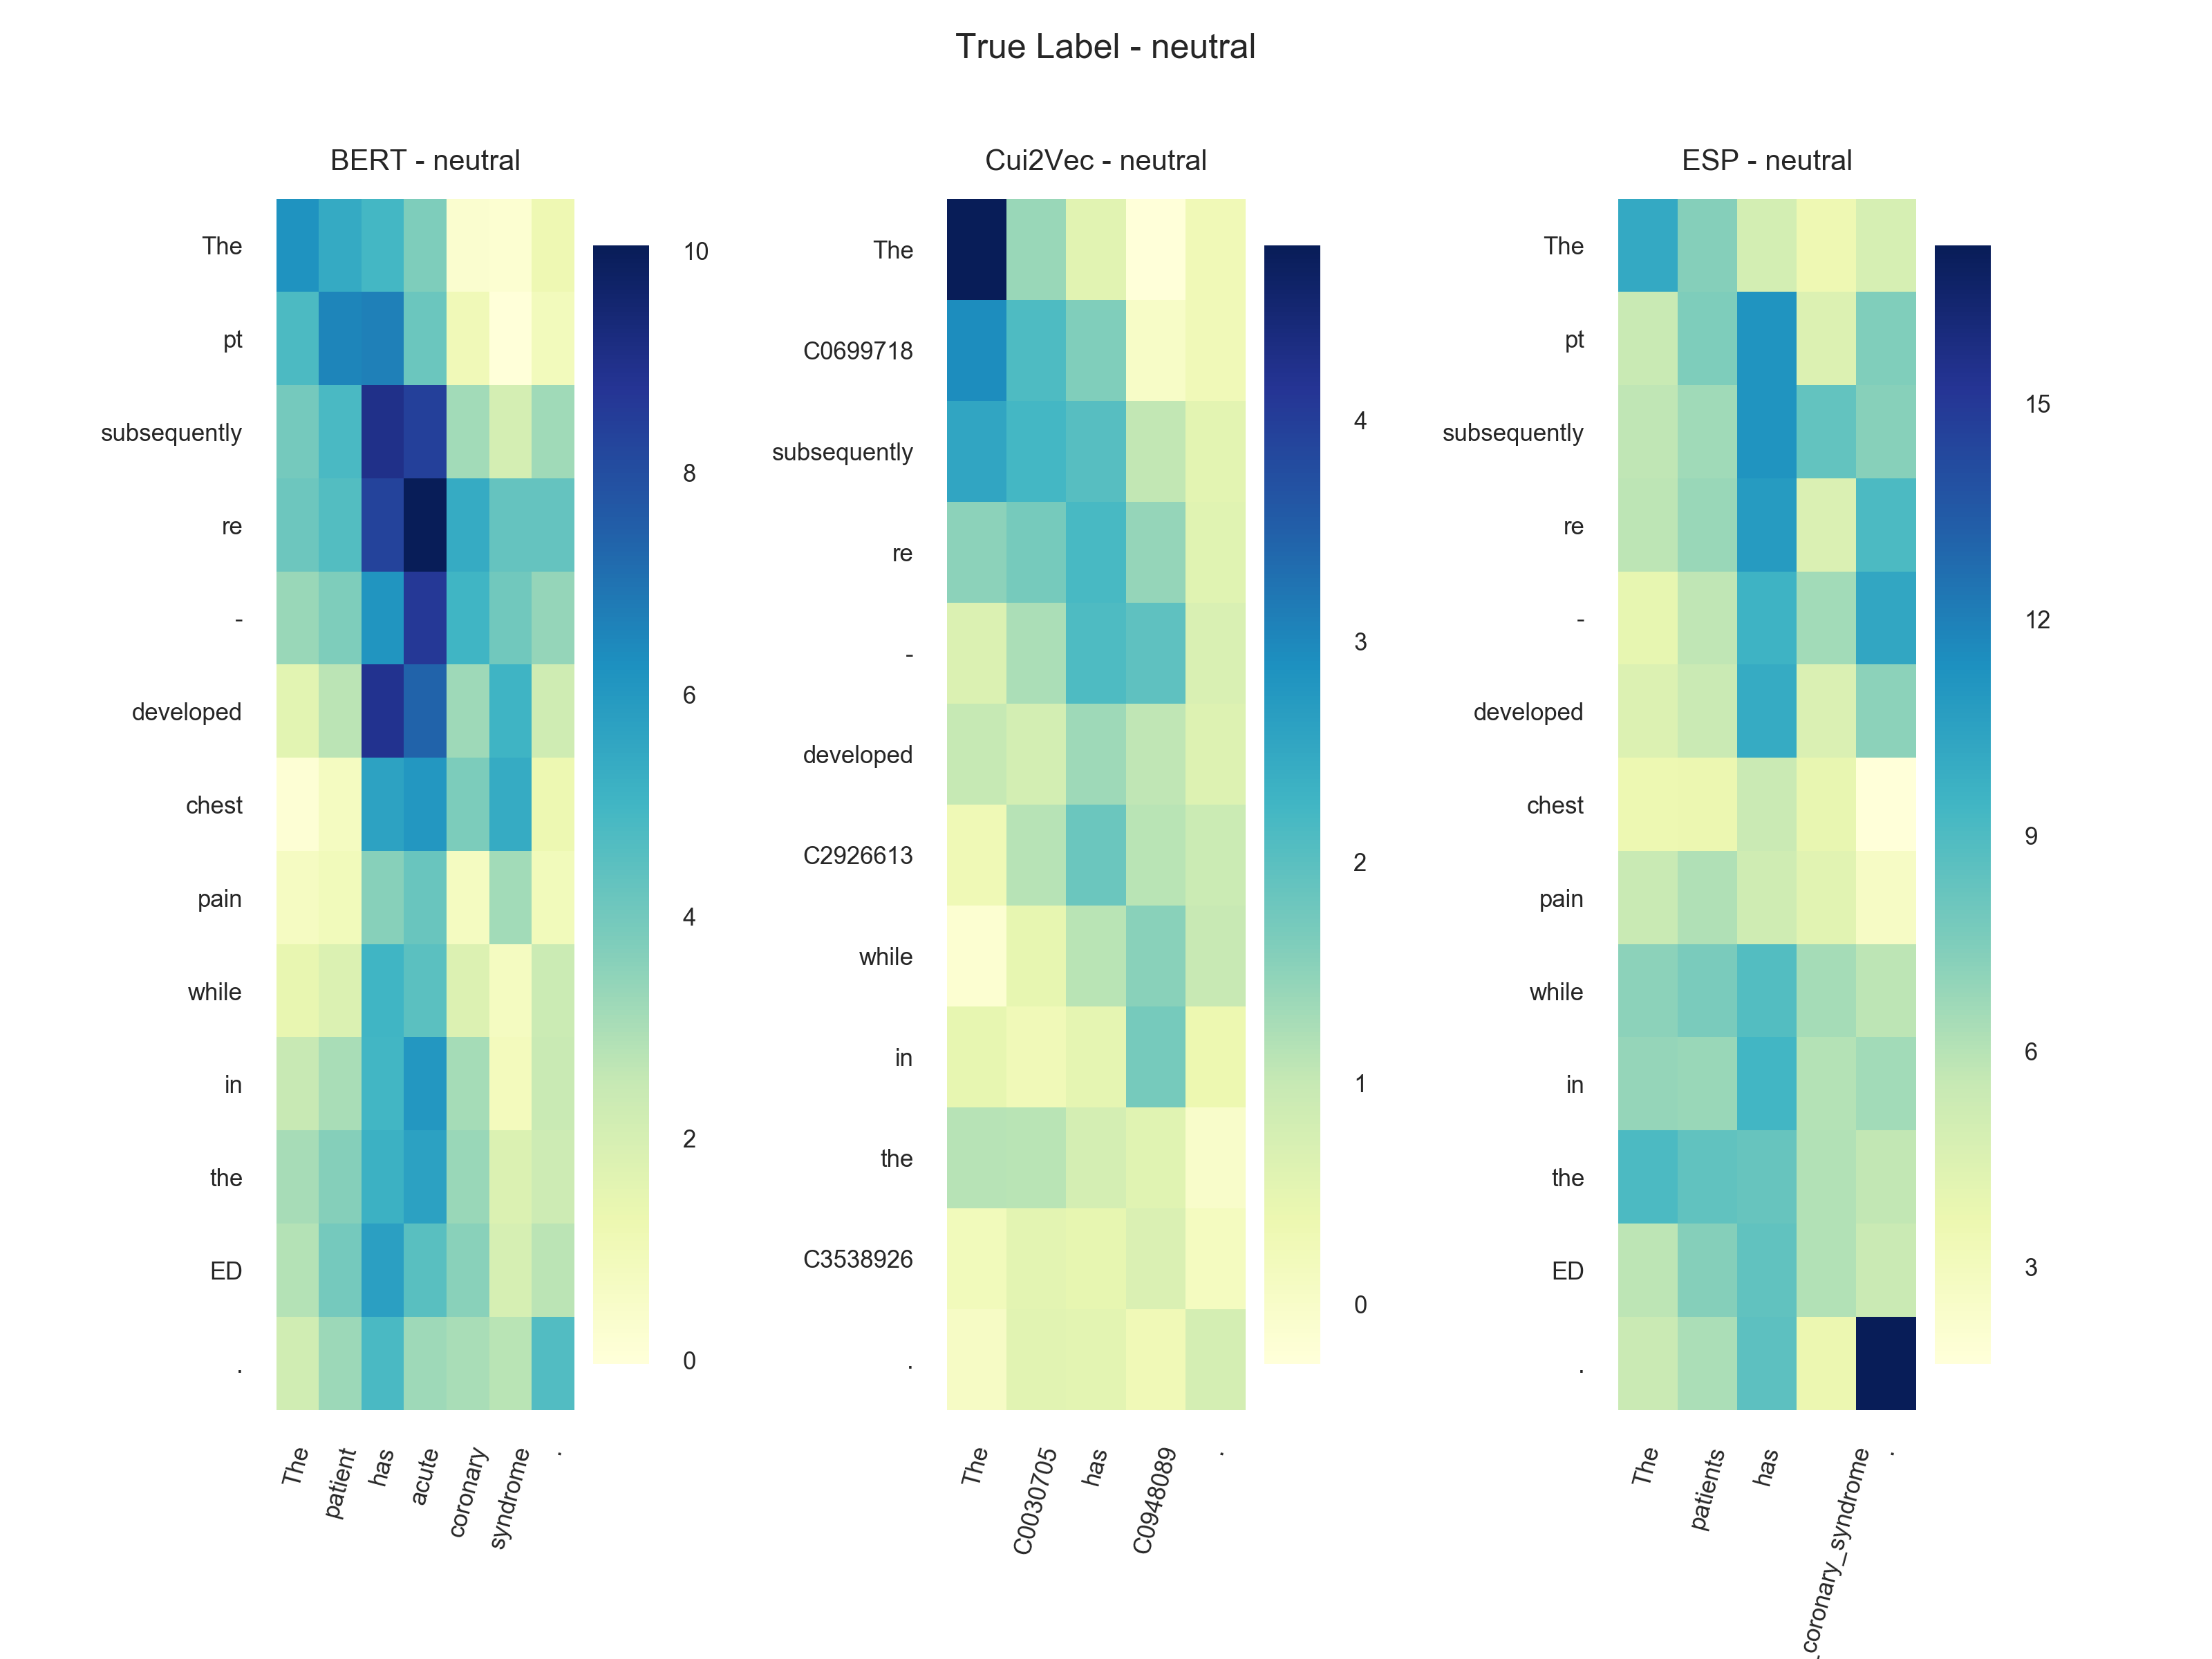 True Label - neutral
BERT - neutral
The
pt
subsequently
re
-
developed
chest
pain
while
in
the
ED
.
The
patient
has
acute
coronary
syndrome
.
10
8
6
4
2
0
Cui2Vec - neutral
The
C0699718
subsequently
re
-
developed
C2926613
while
in
the
C3538926
.
The
C0030705
has
C0948089
.
4
3
2
1
0
ESP - neutral
The
pt
subsequently
re
-
developed
chest
pain
while
in
the
ED
.
The
patients
has
_coronary_syndrome
.
15
12
9
6
3